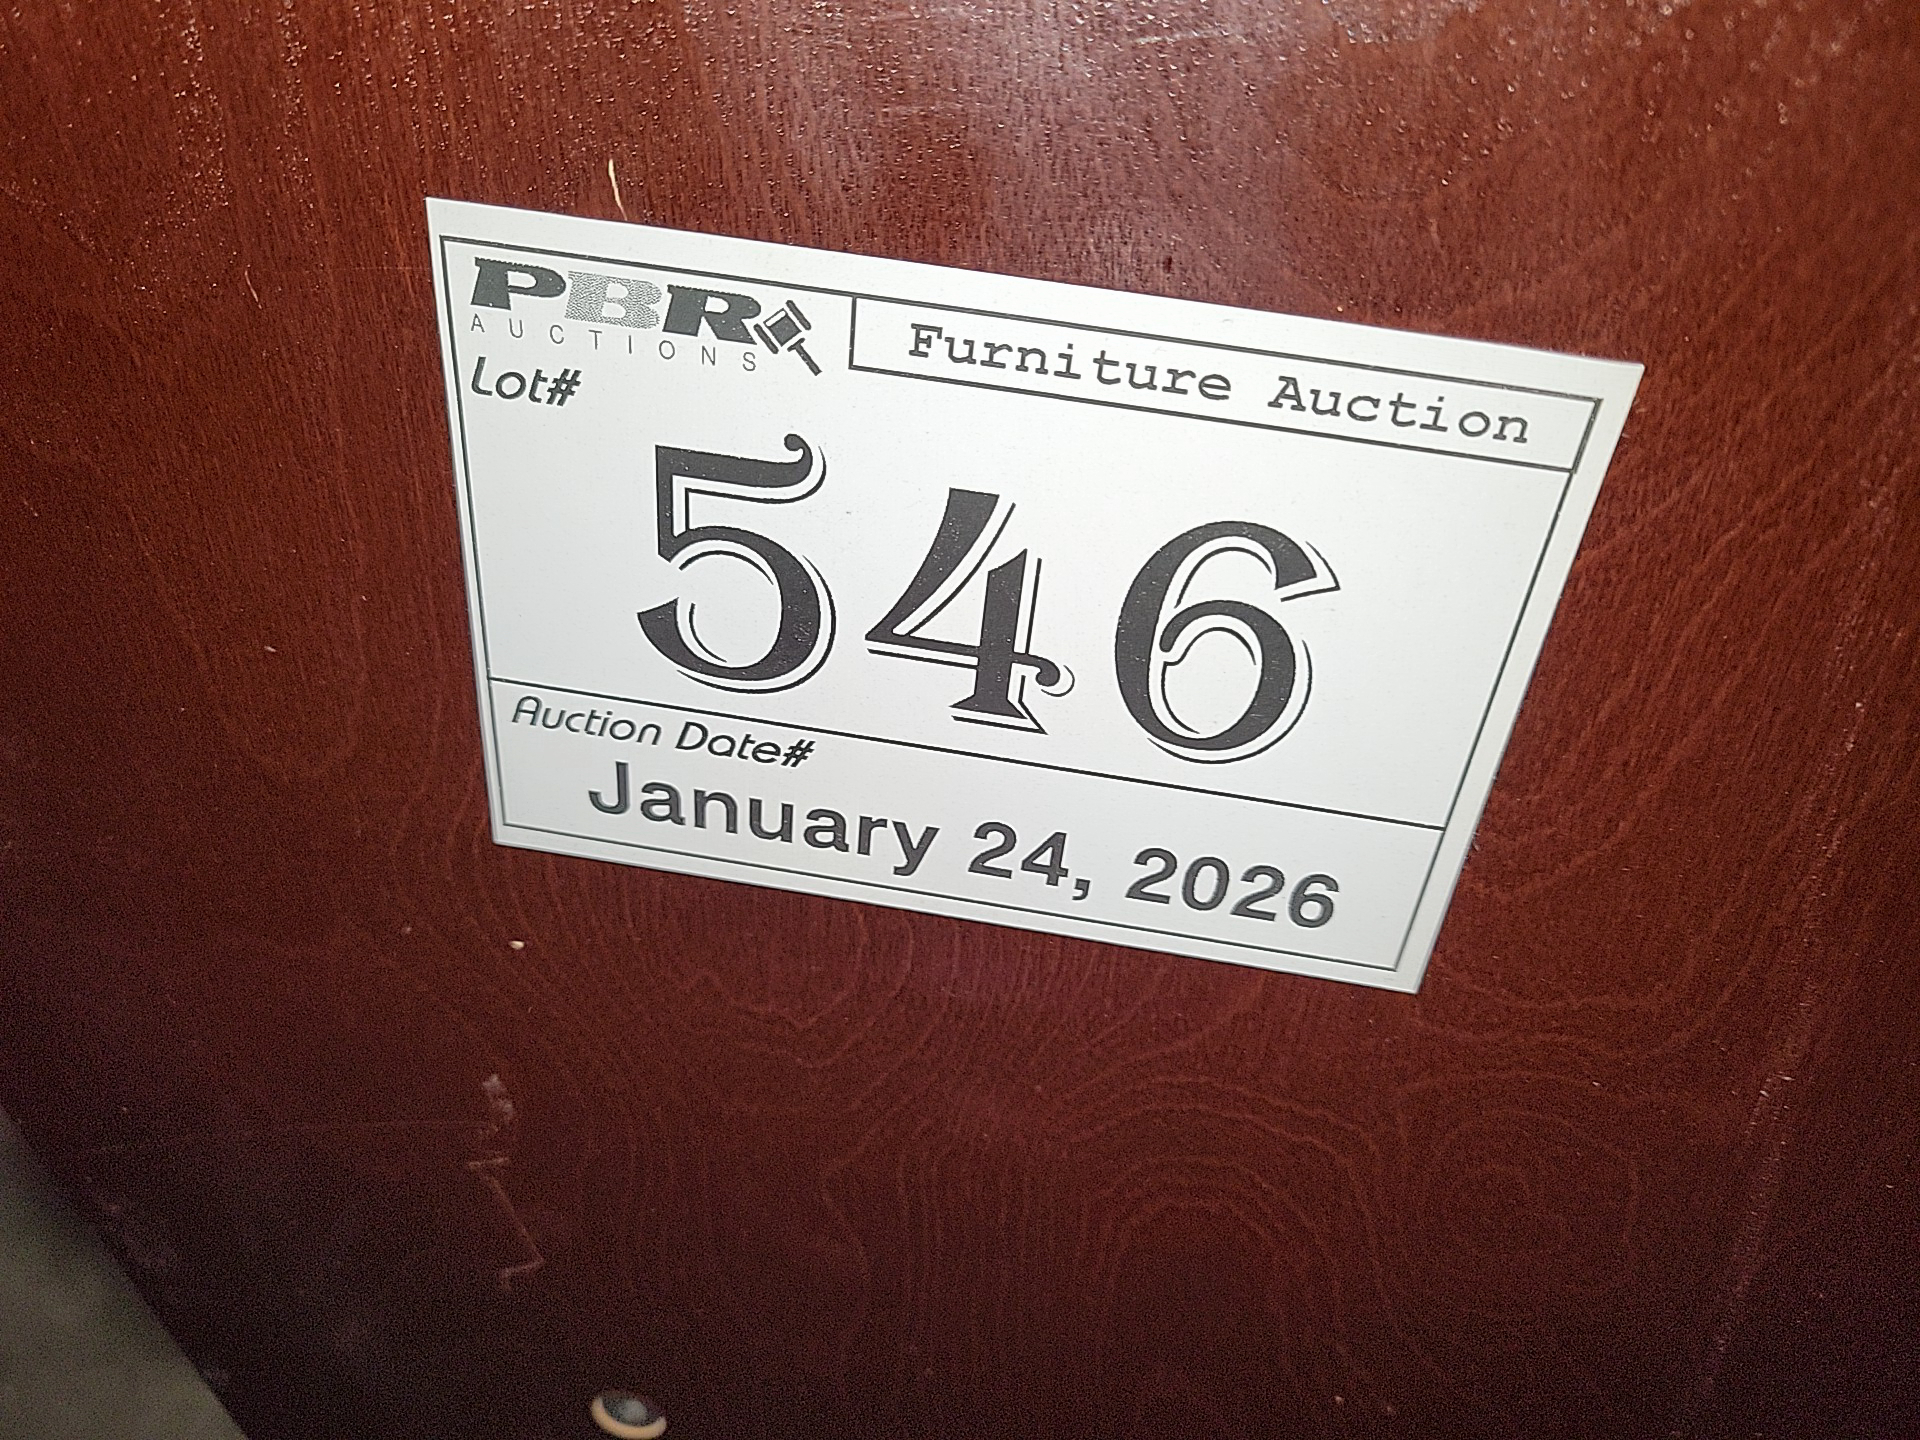 PBR
AUCTIONS
Furniture Auction
Lot#
546
Auction Date#
January 24, 2026